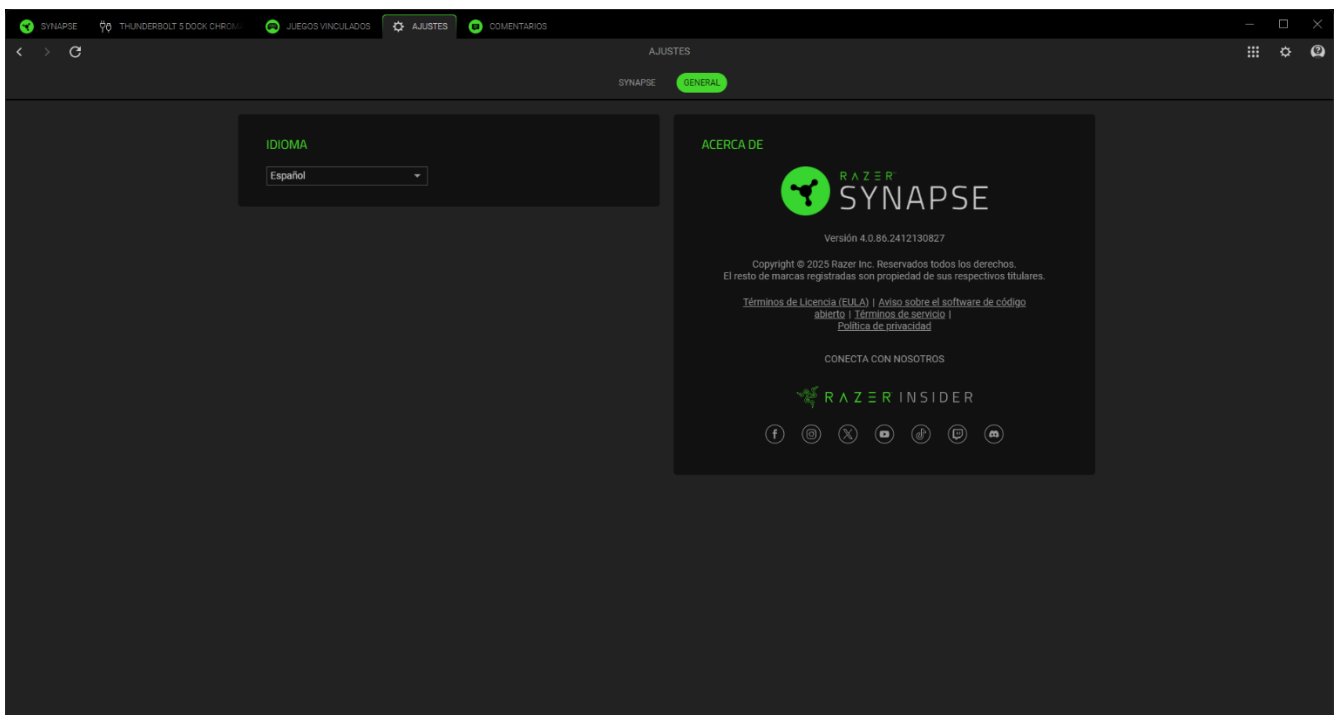 SYNAPSE
THUNDERBOLT 5 DOCK CHROMA
JUEGOS VINCULADOS
AJUSTES
COMENTARIOS
AJUSTES
SYNAPSE
GENERAL
IDIOMA
Español
ACERCA DE
RAZER
SYNAPSE
Versión 4.0.86.2412130827
Copyright © 2025 Razer Inc. Reservados todos los derechos.
El resto de marcas registradas son propiedad de sus respectivos titulares.
Términos de Licencia (EULA) | Aviso sobre el software de código
abierto | Términos de servicio |
Política de privacidad
CONECTA CON NOSOTROS
RAZER INSIDER